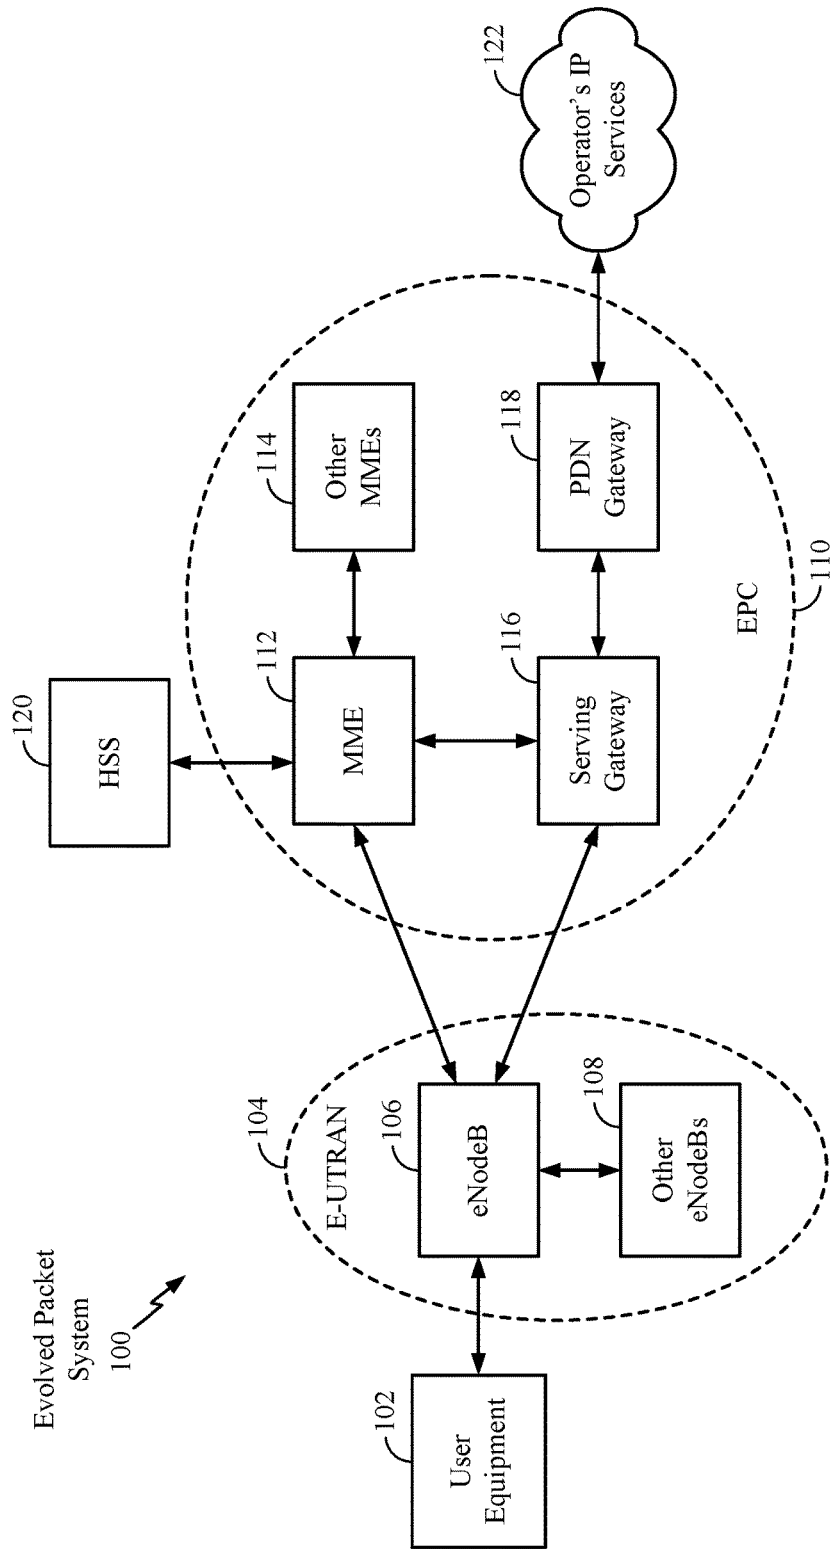 Evolved Packet
System
100
120
HSS
104
E-UTRAN
102
User
Equipment
106
eNodeB
108
Other
eNodeBs
112
MME
114
Other
MMEs
116
Serving
Gateway
118
PDN
Gateway
EPC
110
122
Operator's IP
Services